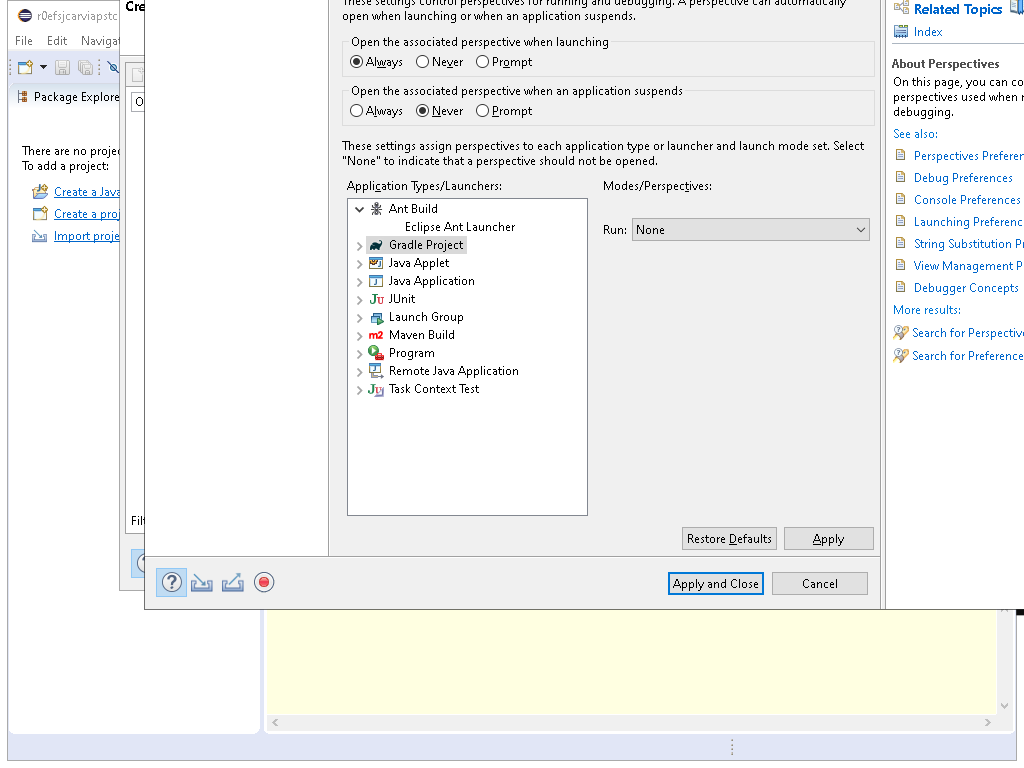 r0efsjcarviapstc
Cre
These settings control perspectives for running and debugging. A perspective can automatically
open when launching or when an application suspends.
File Edit Naviga
Open the associated perspective when launching
Always Never Prompt
Package Explore
O
Open the associated perspective when an application suspends
Always Never Prompt
There are no proje
To add a project:
Create a Java
Create a proj
Import proje
These settings assign perspectives to each application type or launcher and launch mode set. Select
"None" to indicate that a perspective should not be opened.
Application Types/Launchers:
Modes/Perspectives:
Ant Build
Eclipse Ant Launcher
Gradle Project
Java Applet
Java Application
JUnit
Launch Group
Maven Build
Program
Remote Java Application
Task Context Test
Run: None
Filt
Restore Defaults
Apply
Apply and Close
Cancel
Related Topics
Index
About Perspectives
On this page, you can co
perspectives used when r
debugging.
See also:
Perspectives Preferen
Debug Preferences
Console Preferences
Launching Preferenc
String Substitution P
View Management P
Debugger Concepts
More results:
Search for Perspective
Search for Preference